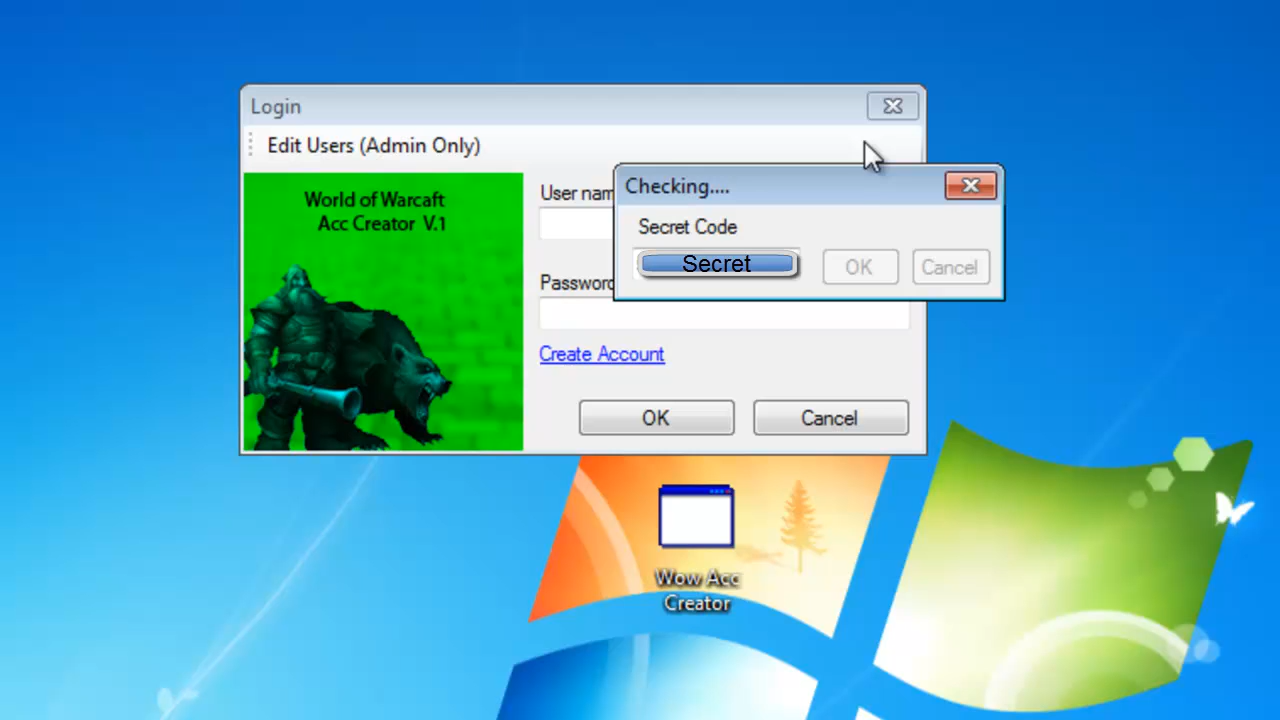 Login
Edit Users (Admin Only)
World of Warcaft
Acc Creator V.1
User nam
Checking....
Secret Code
Secret
OK
Cancel
Password
Create Account
OK
Cancel
Wow Acc
Creator